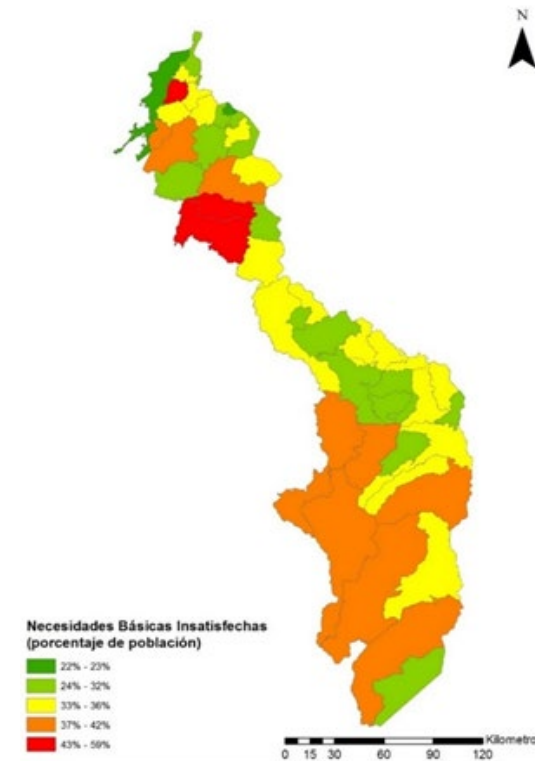 N
Necesidades Básicas Insatisfechas
(porcentaje de población)
22% - 23%
24% - 32%
33% - 36%
37% - 42%
43% - 59%
Kilometro
0 15 30 60 90 120